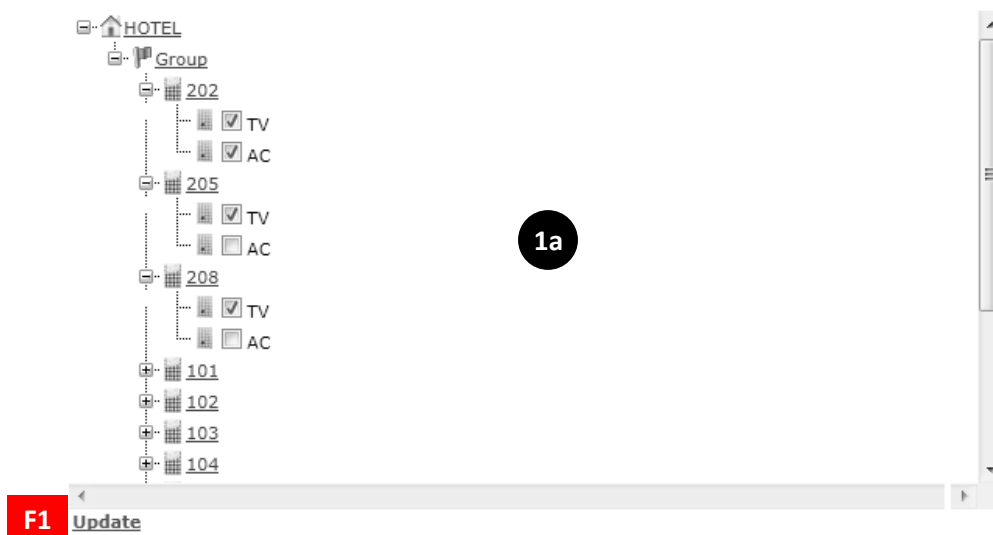 HOTEL
Group
202
TV
AC
205
TV
AC
1a
208
TV
AC
101
102
103
104
F1 Update